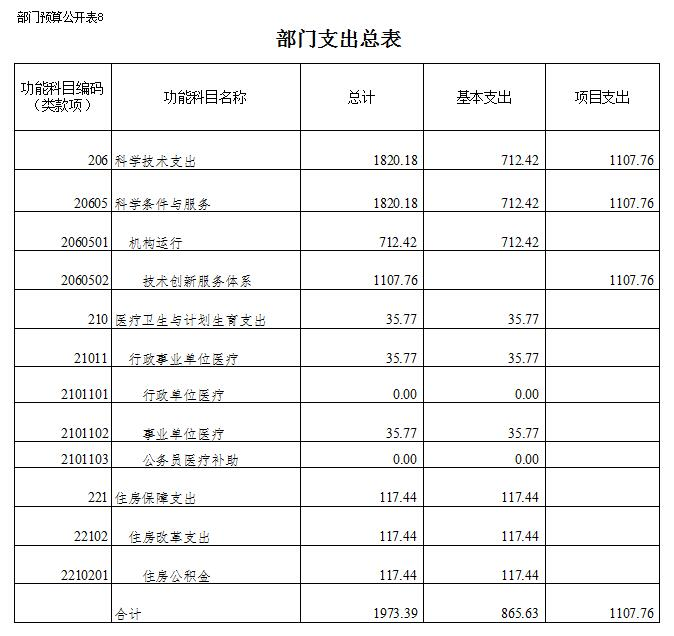 部门预算公开表8
部门支出总表
功能科目编码
（类款项） 功能科目名称 总计 基本支出 项目支出
206 科学技术支出 1820.18 712.42 1107.76
20605 科学条件与服务 1820.18 712.42 1107.76
2060501 机构运行 712.42 712.42
2060502 技术创新服务体系 1107.76 1107.76
210 医疗卫生与计划生育支出 35.77 35.77
21011 行政事业单位医疗 35.77 35.77
2101101 行政单位医疗 0.00 0.00
2101102 事业单位医疗 35.77 35.77
2101103 公务员医疗补助 0.00 0.00
221 住房保障支出 117.44 117.44
22102 住房改革支出 117.44 117.44
2210201 住房公积金 117.44 117.44
合计 1973.39 865.63 1107.76